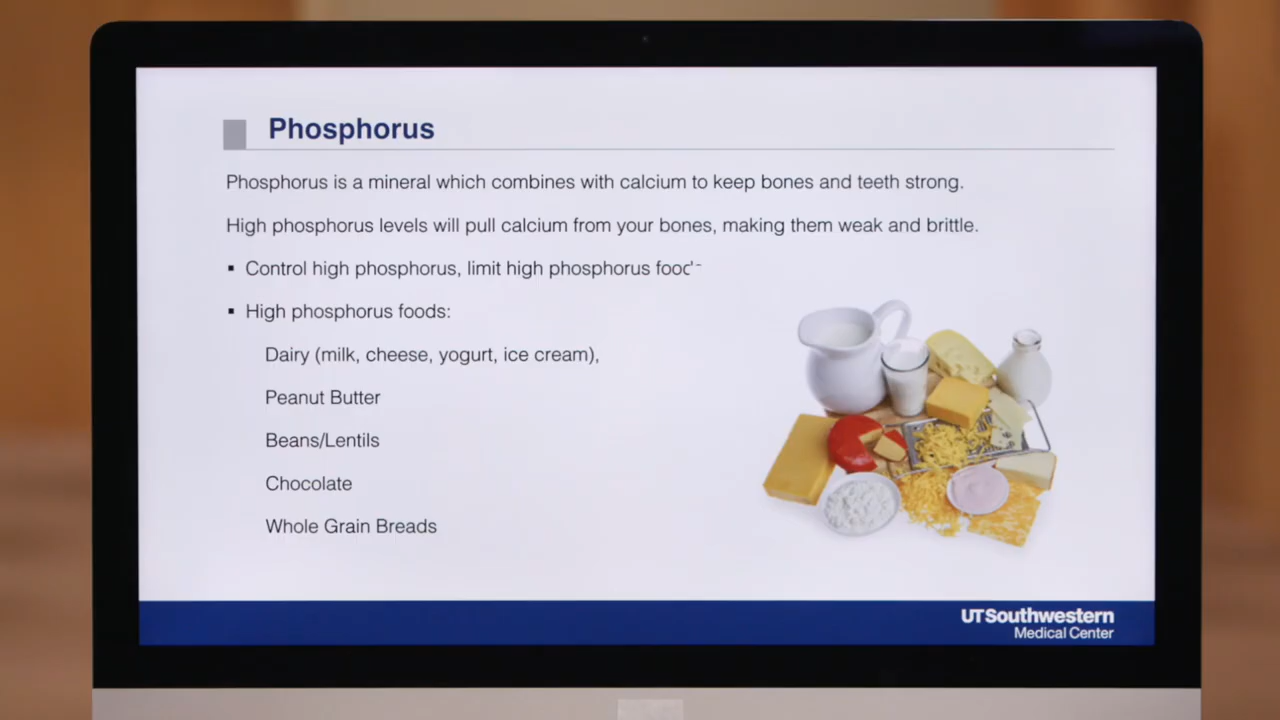 Phosphorus
Phosphorus is a mineral which combines with calcium to keep bones and teeth strong.
High phosphorus levels will pull calcium from your bones, making them weak and brittle.
▪ Control high phosphorus, limit high phosphorus
▪ High phosphorus foods:
Dairy (milk, cheese, yogurt, ice cream),
Peanut Butter
Beans/Lentils
Chocolate
Whole Grain Breads
UTSouthwestern
Medical Center